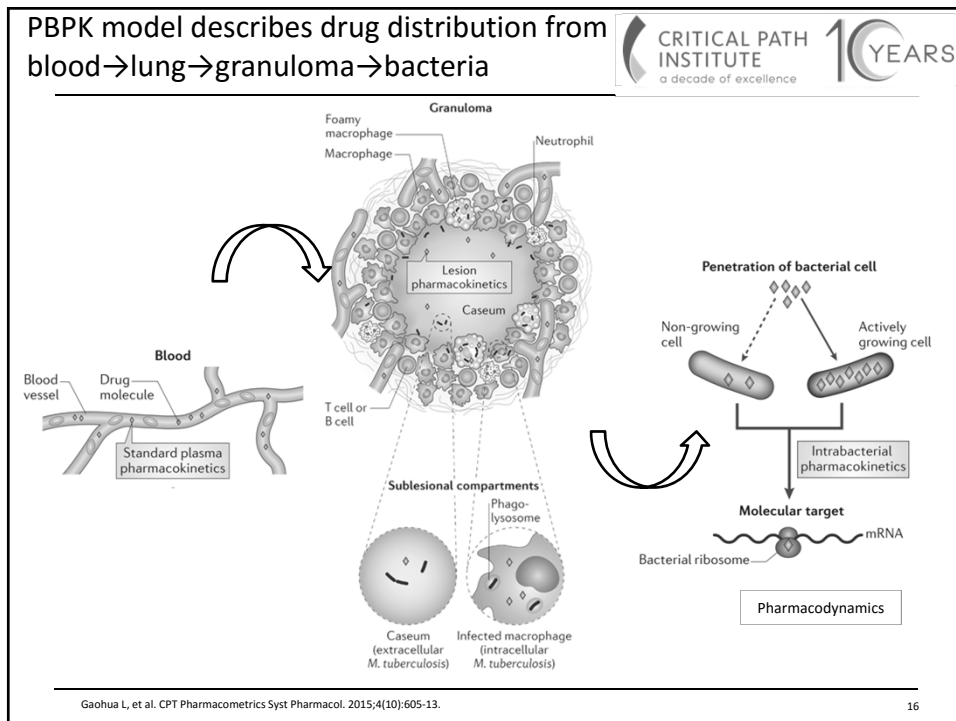 PBPK model describes drug distribution from
blood→lung→granuloma→bacteria
CRITICAL PATH
INSTITUTE
a decade of excellence
10 YEARS
Granuloma
Foamy
macrophage
Macrophage
Neutrophil
Lesion
pharmacokinetics
Caseum
T cell or
B cell
Blood
Blood
vessel
Drug
molecule
Standard plasma
pharmacokinetics
Sublesional compartments
Phago-
lysosome
Caseum
(extracellular
M. tuberculosis)
Infected macrophage
(intracellular
M. tuberculosis)
Penetration of bacterial cell
Non-growing
cell
Actively
growing cell
Intrabacterial
pharmacokinetics
Molecular target
mRNA
Bacterial ribosome
Pharmacodynamics
Gaohua L, et al. CPT Pharmacometrics Syst Pharmacol. 2015;4(10):605-13.
16